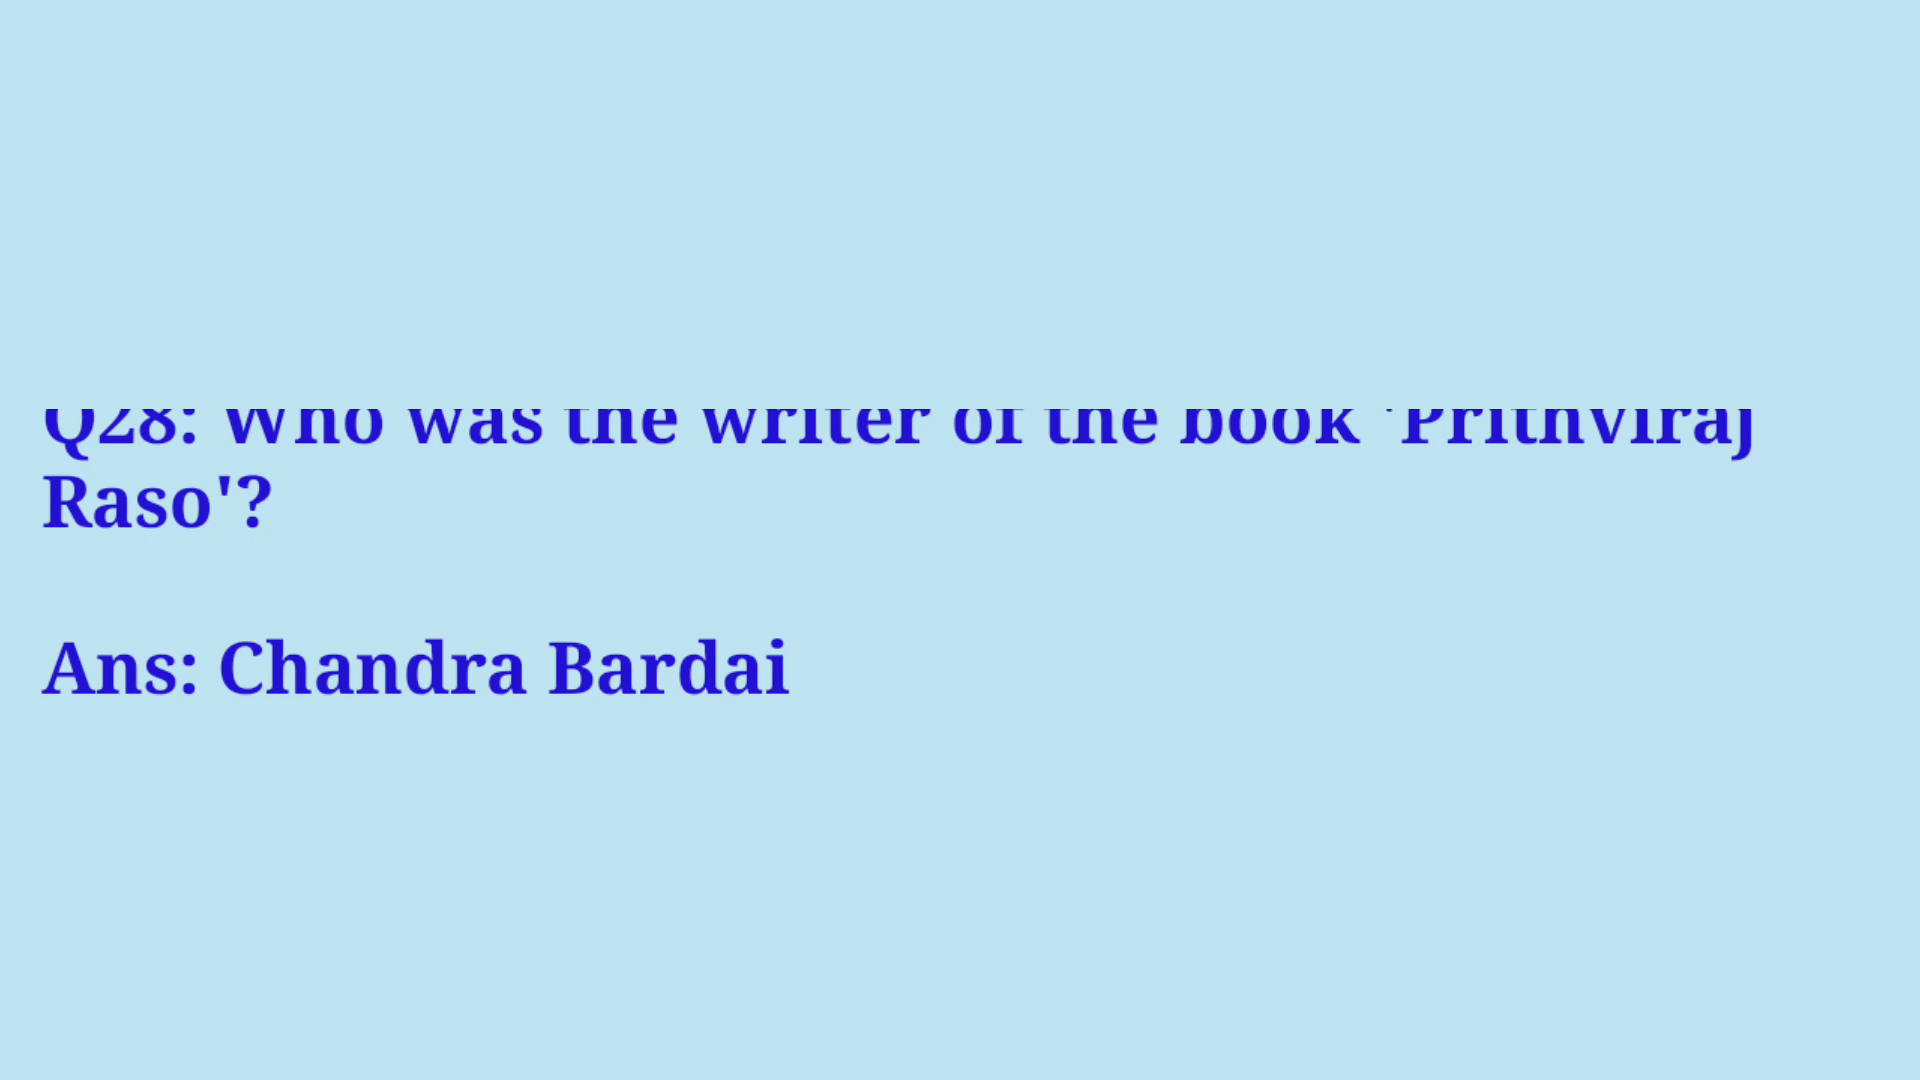 Q28: Who was the writer of the book 'Prithviraj
Raso'?
Ans: Chandra Bardai